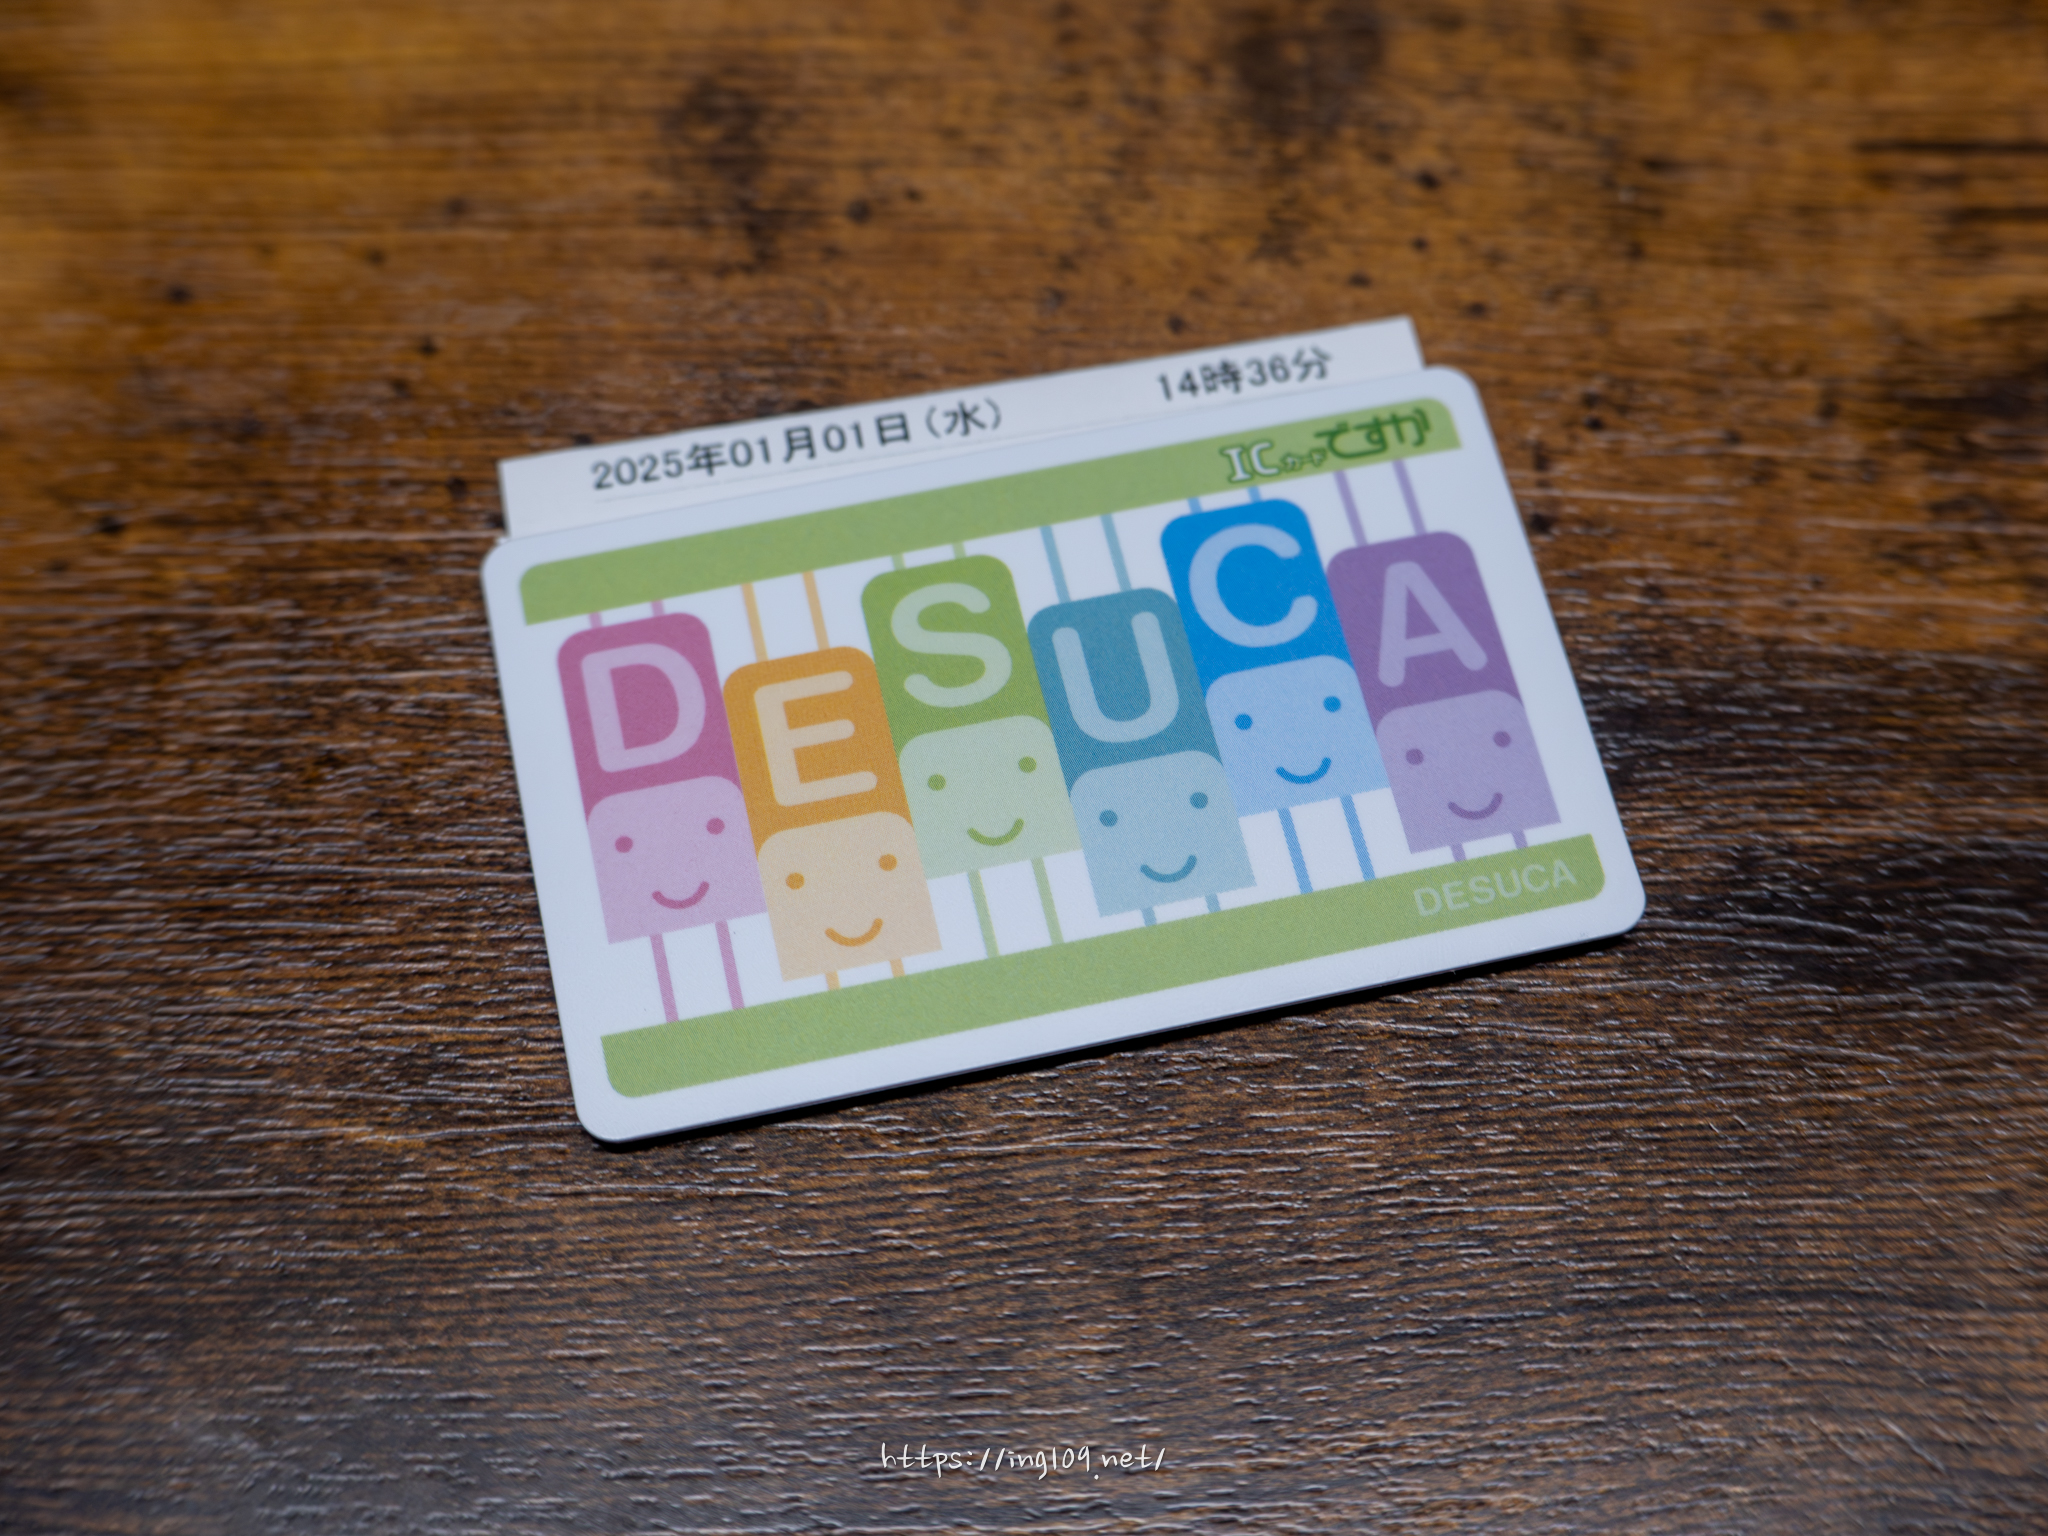 2025年01月01日（水） 14時36分
ICカードですか
DESUCA
DESUCA
https://ing109.net/